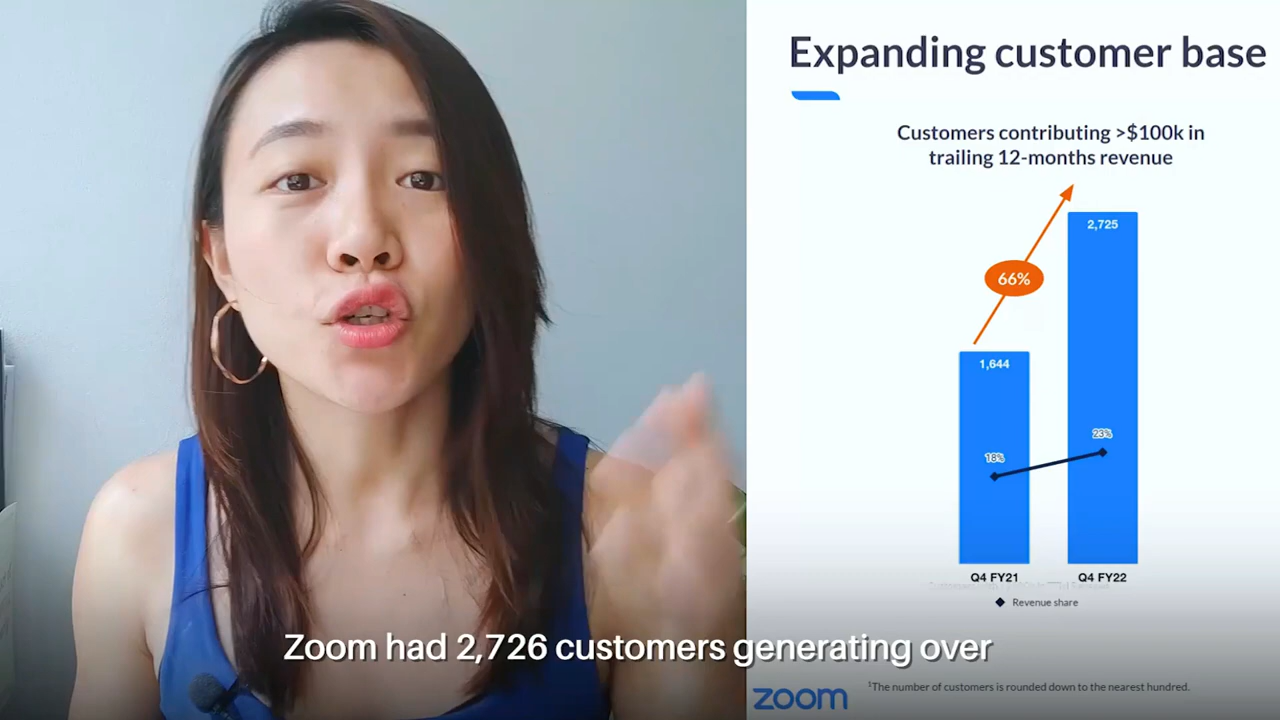 Expanding customer base
Customers contributing >$100k in
trailing 12-months revenue
2,725
66%
1,644
23%
18%
Q4 FY21 Q4 FY22
Revenue share
Zoom had 2,726 customers generating over
zoom
¹The number of customers is rounded down to the nearest hundred.